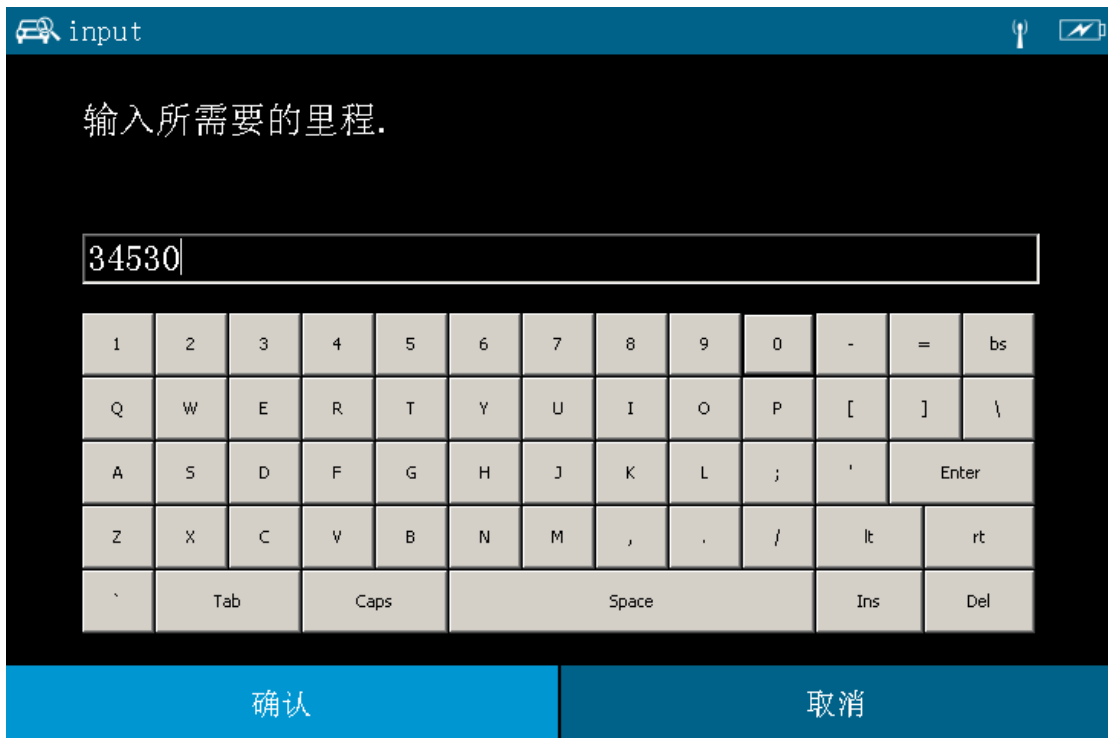 input
输入所需要的里程.
34530
1 2 3 4 5 6 7 8 9 0 - = bs
Q W E R T Y U I O P [ ] \
A S D F G H J K L ; ' Enter
Z X C V B N M , . / lt rt
` Tab Caps Space Ins Del
确认 取消